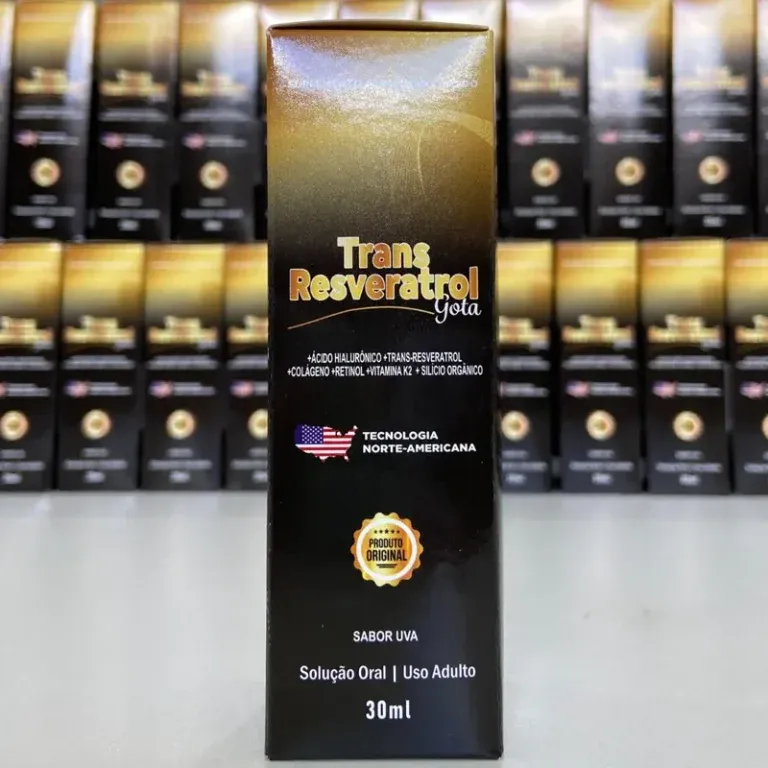 Trans
Resveratrol
Gota
+ÁCIDO HIALURÔNICO +TRANS-RESVERATROL
+COLÁGENO +RETINOL +VITAMINA K2 + SILÍCIO ORGÂNICO
TECNOLOGIA
NORTE-AMERICANA
PRODUTO
ORIGINAL
SABOR UVA
Solução Oral | Uso Adulto
30ml